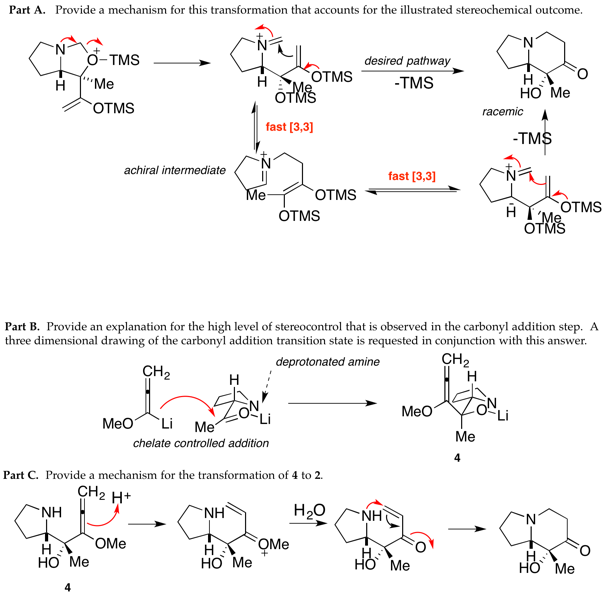 Part A. Provide a mechanism for this transformation that accounts for the illustrated stereochemical outcome.
N
O
+
TMS
H
Me
OTMS
N
+
H
Me
OTMS
OTMS
desired pathway
-TMS
N
H
HO
Me
O
racemic
fast [3,3]
-TMS
achiral intermediate
N
+
Me
OTMS
OTMS
fast [3,3]
N
+
H
Me
OTMS
OTMS
Part B. Provide an explanation for the high level of stereocontrol that is observed in the carbonyl addition step. A
three dimensional drawing of the carbonyl addition transition state is requested in conjunction with this answer.
deprotonated amine
CH2
MeO
Li
H
N
Me
O
Li
chelate controlled addition
CH2
H
MeO
N
O
Li
Me
4
Part C. Provide a mechanism for the transformation of 4 to 2.
CH2 H+
NH
OMe
H
HO
Me
4
NH
OMe
+
H
HO
Me
H2O
NH
O
H
HO
Me
N
O
H
HO
Me